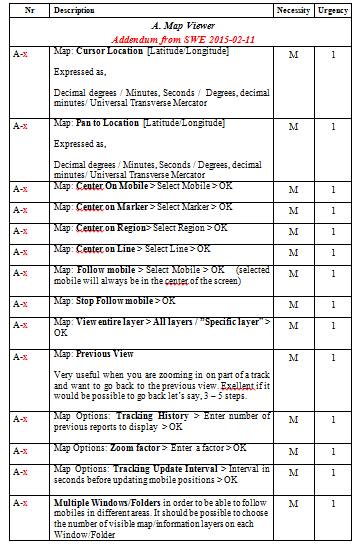 Nr Description Necessity Urgency
A. Map Viewer
Addendum from SWE 2015-02-11
A-x Map: Cursor Location [Latitude/Longitude] M 1
Expressed as,
Decimal degrees / Minutes, Seconds / Degrees, decimal
minutes/ Universal Transverse Mercator
A-x Map: Pan to Location [Latitude/Longitude] M 1
Expressed as,
Decimal degrees / Minutes, Seconds / Degrees, decimal
minutes/ Universal Transverse Mercator
A-x Map: Center On Mobile > Select Mobile > OK M 1
A-x Map: Center on Marker > Select Marker > OK M 1
A-x Map: Center on Region> Select Region > OK M 1
A-x Map: Center on Line > Select Line > OK M 1
A-x Map: Follow mobile > Select Mobile > OK (selected M 1
mobile will always be in the center of the screen)
A-x Map: Stop Follow mobile > OK M 1
A-x Map: View entire layer > All layers / "Specific layer" > M 1
OK
A-x Map: Previous View M 1
Very useful when you are zooming in on part of a track
and want to go back to the previous view. Exellent if it
would be possible to go back let's say, 3 – 5 steps.
A-x Map Options: Tracking History > Enter number of M 1
previous reports to display > OK
A-x Map Options: Zoom factor > Enter a factor > OK M 1
A-x Map Options: Tracking Update Interval > Interval in M 1
seconds before updating mobile positions > OK
A-x Multiple Windows/Folders in order to be able to follow M 1
mobiles in different areas. It should be possible to choose
the number of visible map/information layers on each
Window/Folder